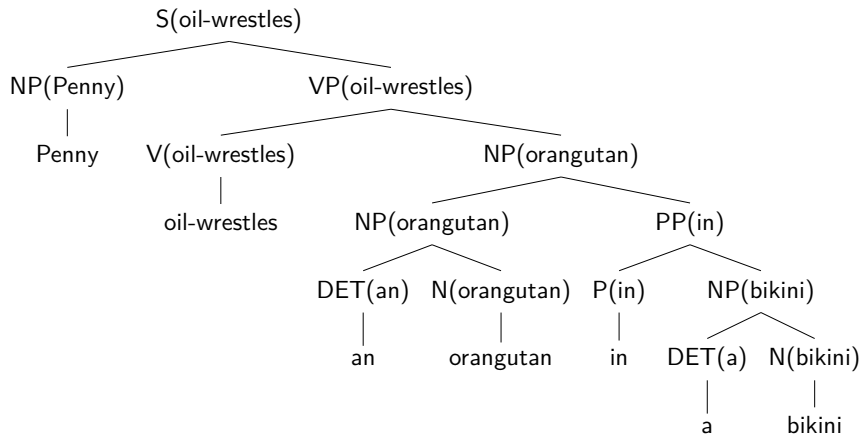 S(oil-wrestles)
NP(Penny) VP(oil-wrestles)
Penny V(oil-wrestles) NP(orangutan)
oil-wrestles NP(orangutan) PP(in)
DET(an) N(orangutan) P(in) NP(bikini)
an orangutan in DET(a) N(bikini)
a bikini